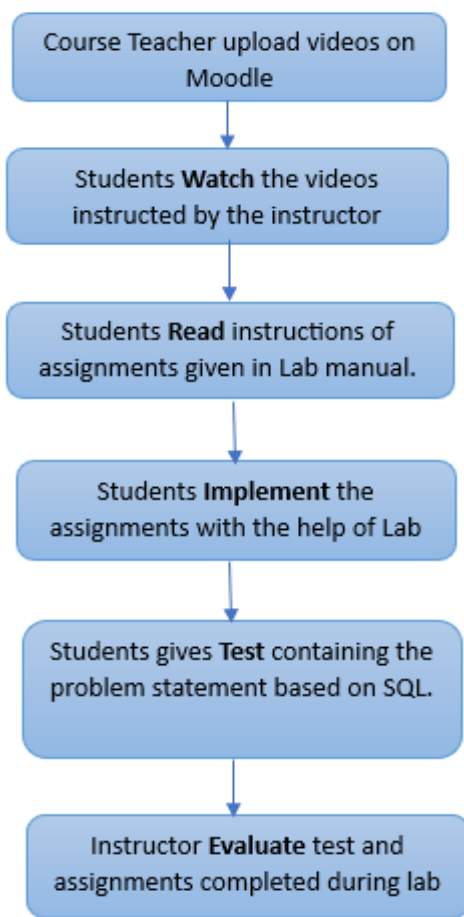 Course Teacher upload videos on
Moodle
Students Watch the videos
instructed by the instructor
Students Read instructions of
assignments given in Lab manual.
Students Implement the
assignments with the help of Lab
Students gives Test containing the
problem statement based on SQL.
Instructor Evaluate test and
assignments completed during lab